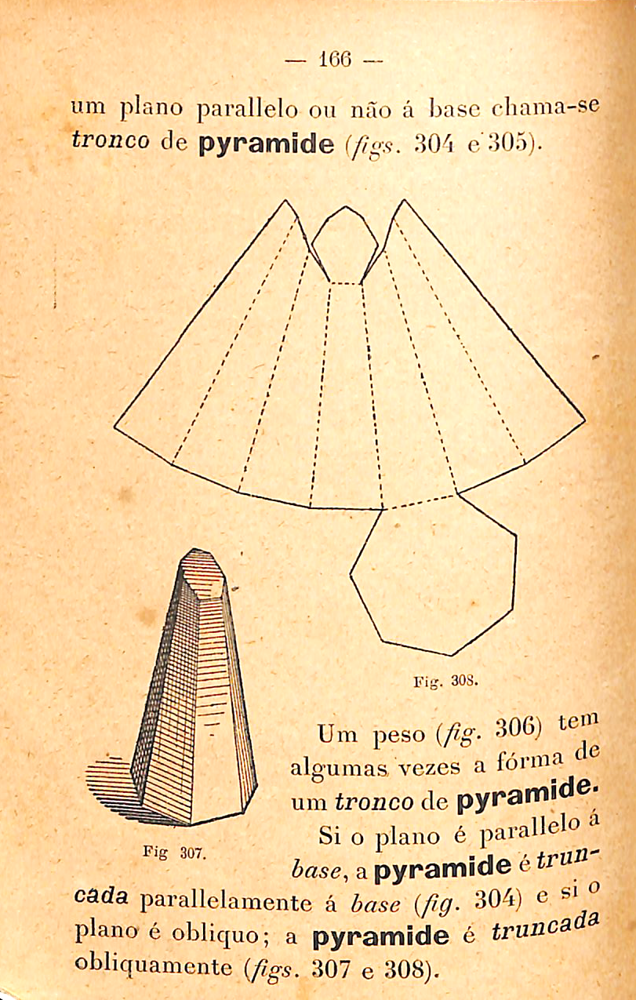 — 166 —
um plano parallelo ou não á base chama-se
tronco de pyramide (figs. 304 e 305).
Fig. 308.
Fig 307.
Um peso (fig. 306) tem
algumas vezes a fórma de
um tronco de pyramide.
Si o plano é parallelo á
base, a pyramide é trun-
cada parallelamente á base (fig. 304) e si o
plano é obliquo; a pyramide é truncada
obliquamente (figs. 307 e 308).